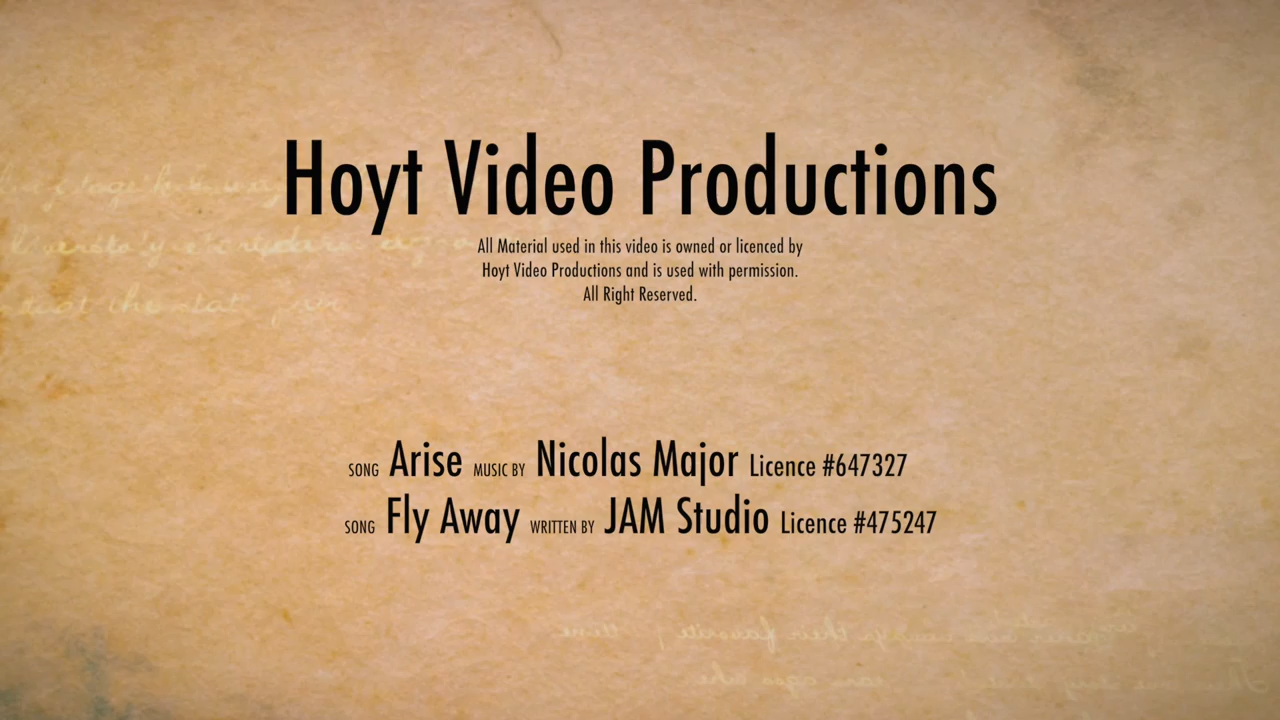 Hoyt Video Productions
All Material used in this video is owned or licenced by
Hoyt Video Productions and is used with permission.
All Right Reserved.
SONG Arise MUSIC BY Nicolas Major Licence #647327
SONG Fly Away WRITTEN BY JAM Studio Licence #475247